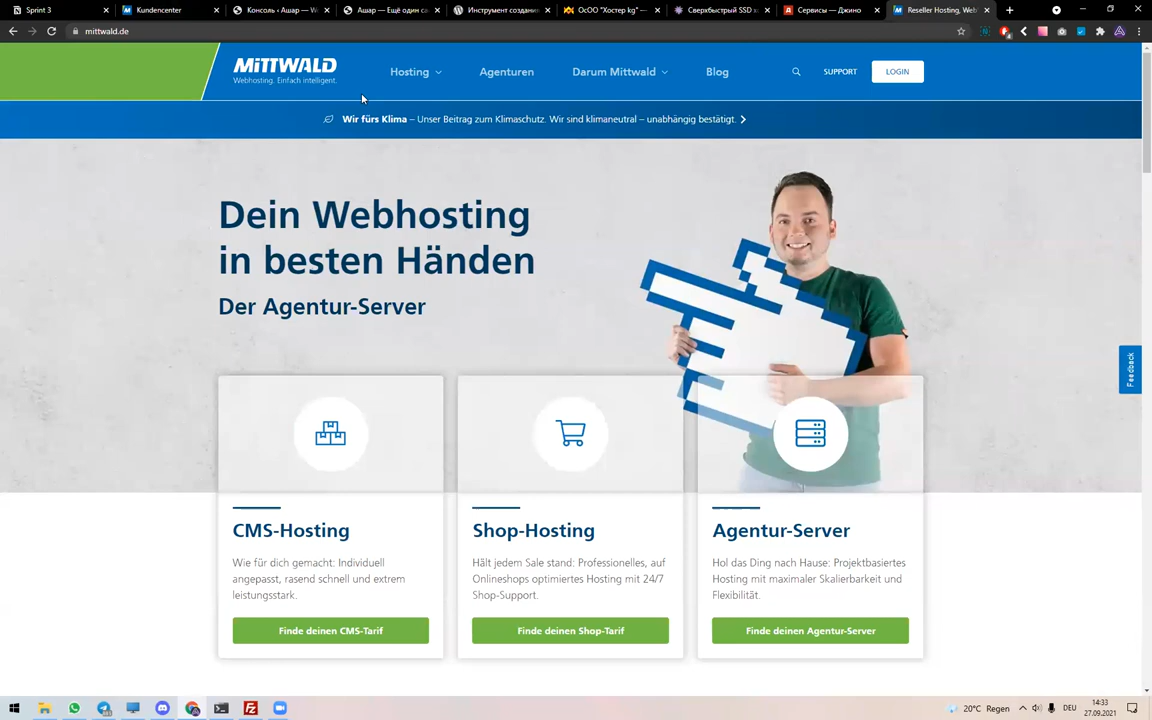 Sprint 3
Kundencenter
Консоль ‹ Ашар — W
Ашар — Ещё один са
Инструмент создани
ОсОО "Хостер kg" —
Сверхбыстрый SSD х
Сервисы — Джино
Reseller Hosting, Web
mittwald.de
MITTWALD
Webhosting. Einfach intelligent.
Hosting
Agenturen
Darum Mittwald
Blog
SUPPORT
LOGIN
Wir fürs Klima – Unser Beitrag zum Klimaschutz. Wir sind klimaneutral – unabhängig bestätigt.
Dein Webhosting
in besten Händen
Der Agentur-Server
Feedback
CMS-Hosting
Wie für dich gemacht: Individuell
angepasst, rasend schnell und extrem
leistungsstark.
Finde deinen CMS-Tarif
Shop-Hosting
Hält jedem Sale stand: Professionelles, auf
Onlineshops optimiertes Hosting mit 24/7
Shop-Support.
Finde deinen Shop-Tarif
Agentur-Server
Hol das Ding nach Hause: Projektbasiertes
Hosting mit maximaler Skalierbarkeit und
Flexibilität.
Finde deinen Agentur-Server
20°C Regen
DEU
14:33
27.09.2021